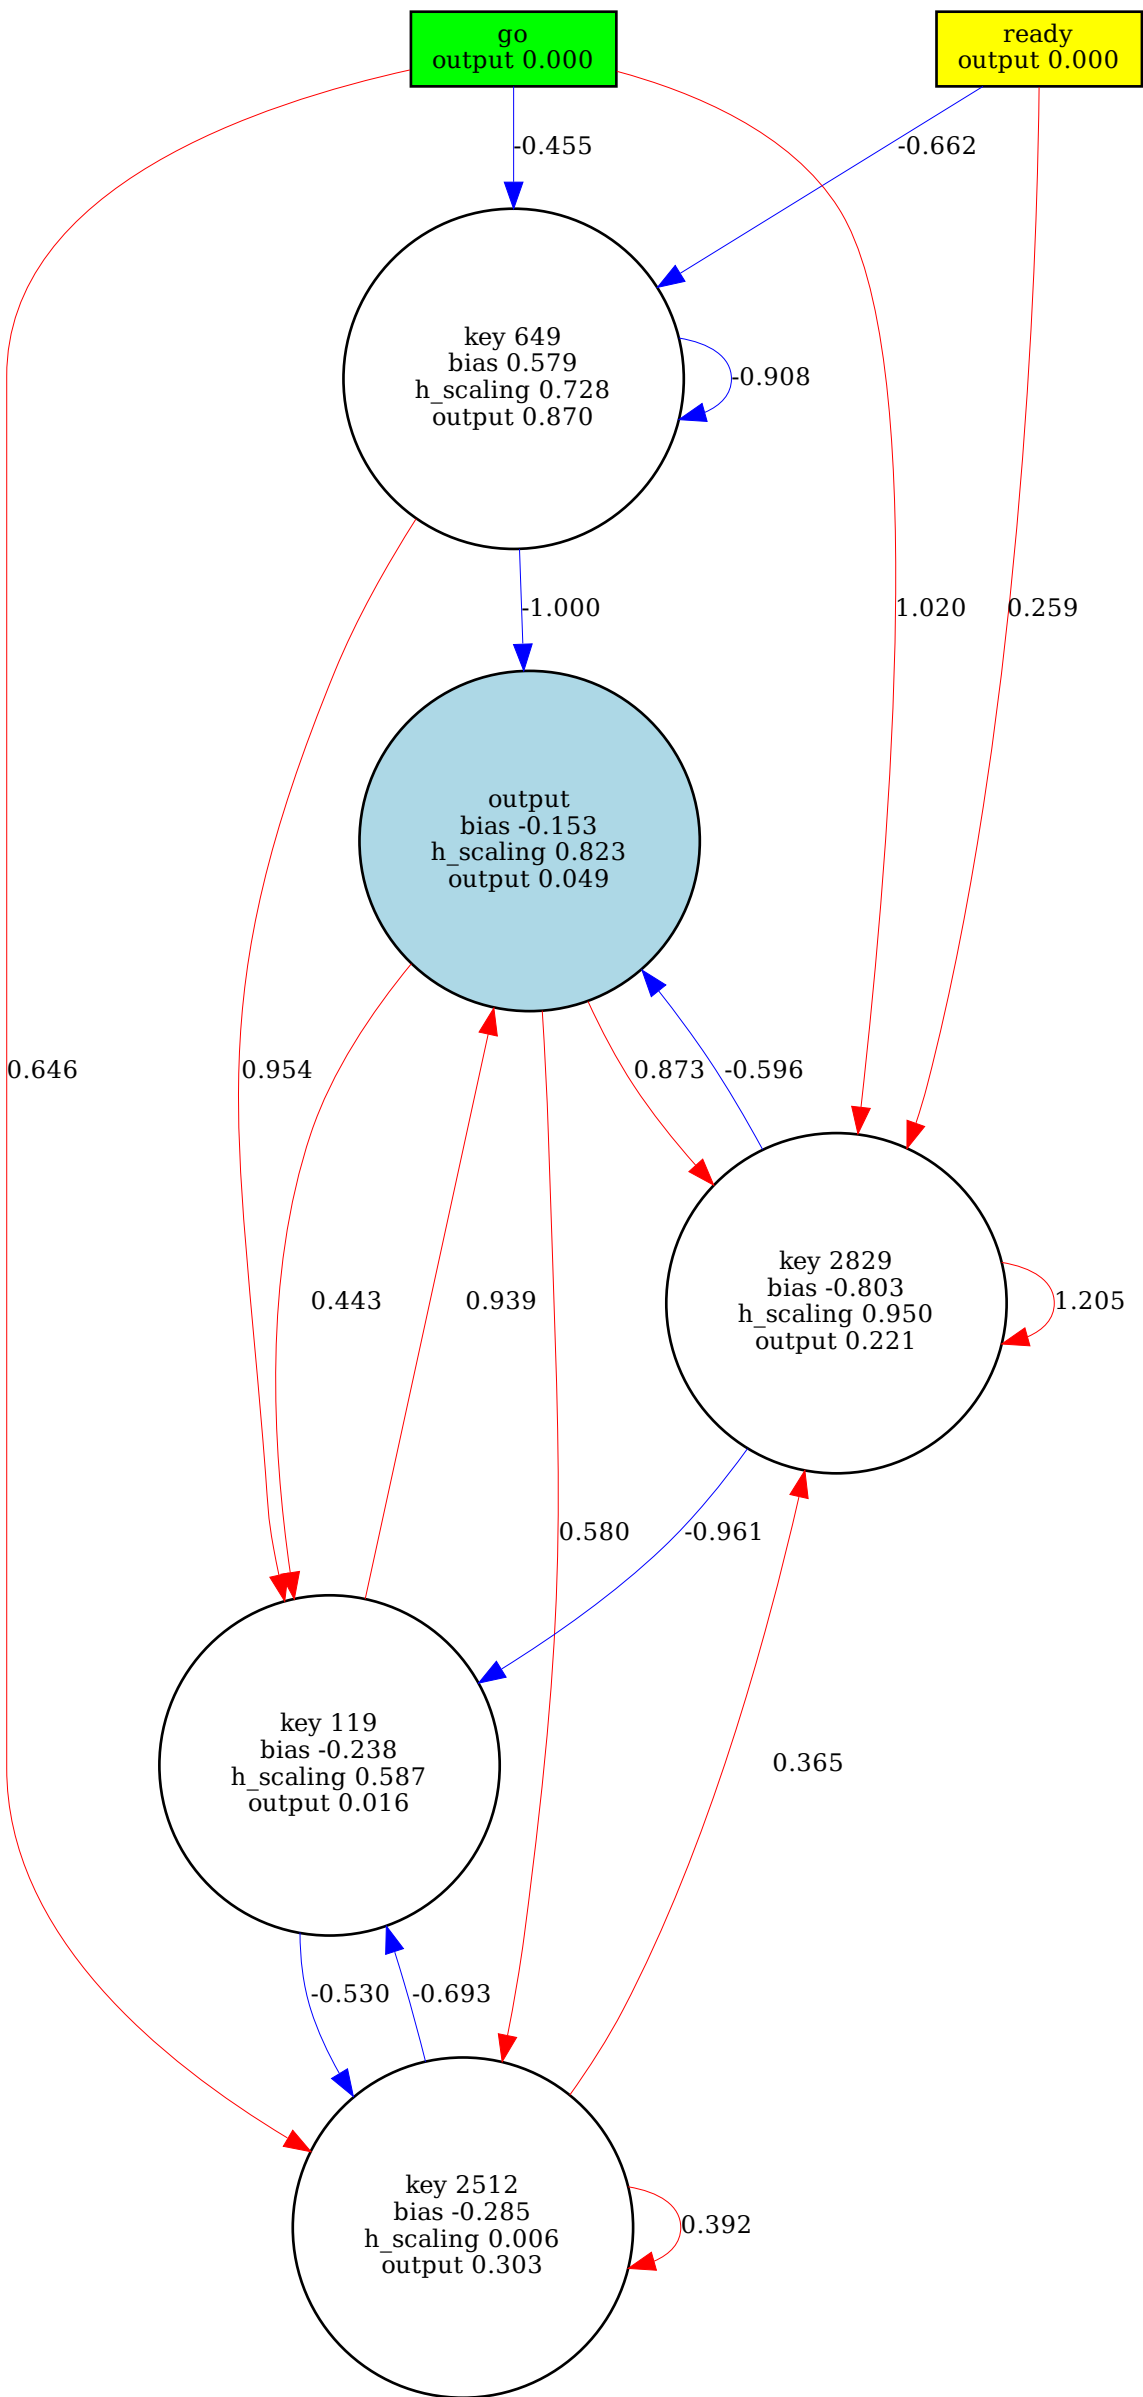 go
output 0.000
ready
output 0.000
-0.455
-0.662
key 649
bias 0.579
h_scaling 0.728
output 0.870
-0.908
-1.000
1.020
0.259
output
bias -0.153
h_scaling 0.823
output 0.049
0.646
0.954
0.873
-0.596
key 2829
bias -0.803
h_scaling 0.950
output 0.221
0.443
0.939
1.205
0.580
-0.961
key 119
bias -0.238
h_scaling 0.587
output 0.016
0.365
-0.530
-0.693
key 2512
bias -0.285
h_scaling 0.006
output 0.303
0.392